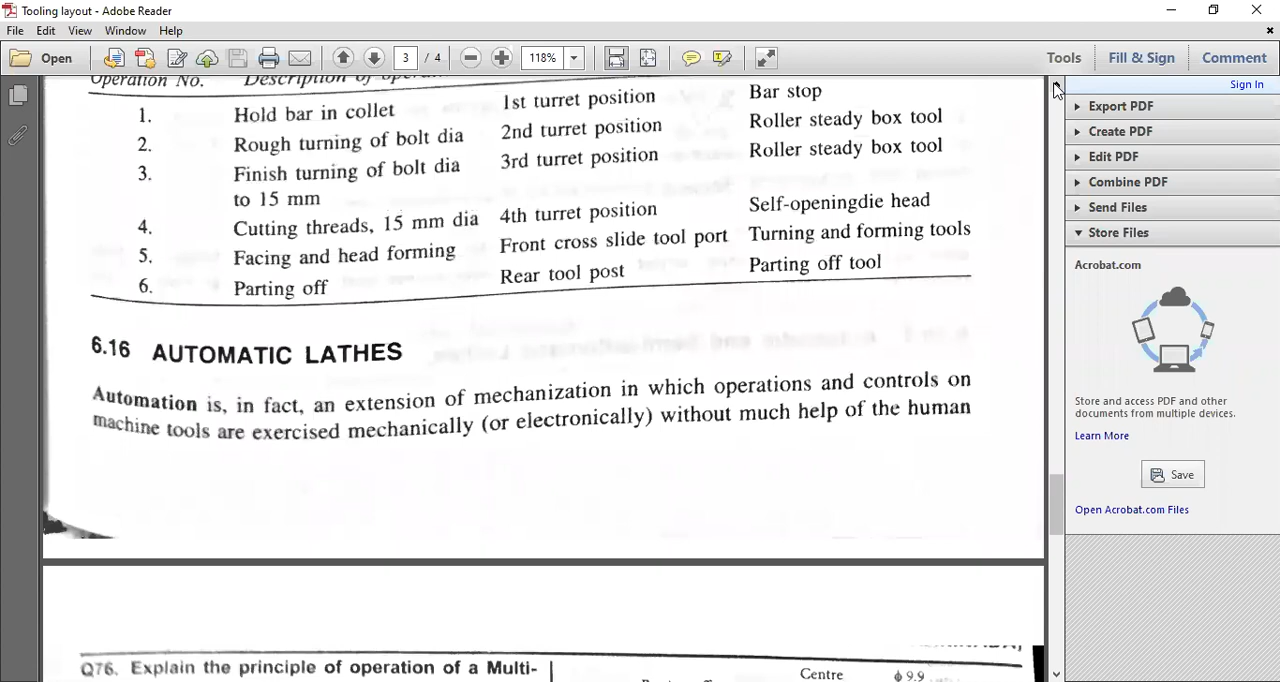 Tooling layout - Adobe Reader
File Edit View Window Help
Open 3 / 4 118% Tools Fill & Sign Comment
Sign In
Export PDF
Create PDF
Edit PDF
Combine PDF
Send Files
Store Files
Acrobat.com
Store and access PDF and other
documents from multiple devices.
Learn More
Save
Open Acrobat.com Files
Operation No. Description of
1. Hold bar in collet 1st turret position Bar stop
2. Rough turning of bolt dia 2nd turret position Roller steady box tool
3. Finish turning of bolt dia 3rd turret position Roller steady box tool
to 15 mm
4. Cutting threads, 15 mm dia 4th turret position Self-openingdie head
5. Facing and head forming Front cross slide tool port Turning and forming tools
6. Parting off Rear tool post Parting off tool
6.16 AUTOMATIC LATHES
Automation is, in fact, an extension of mechanization in which operations and controls on
machine tools are exercised mechanically (or electronically) without much help of the human
Q76. Explain the principle of operation of a Multi-
Centre ϕ 9.9